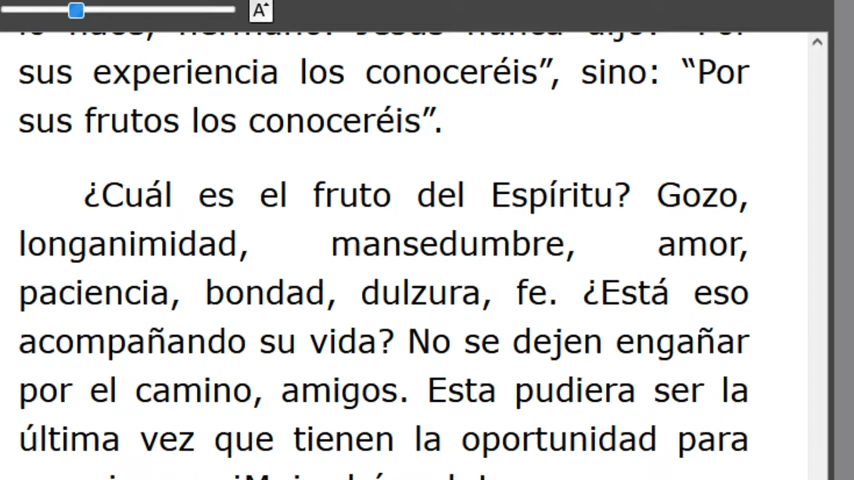 A
sus experiencia los conoceréis”, sino: “Por
sus frutos los conoceréis”.
¿Cuál es el fruto del Espíritu? Gozo,
longanimidad, mansedumbre, amor,
paciencia, bondad, dulzura, fe. ¿Está eso
acompañando su vida? No se dejen engañar
por el camino, amigos. Esta pudiera ser la
última vez que tienen la oportunidad para